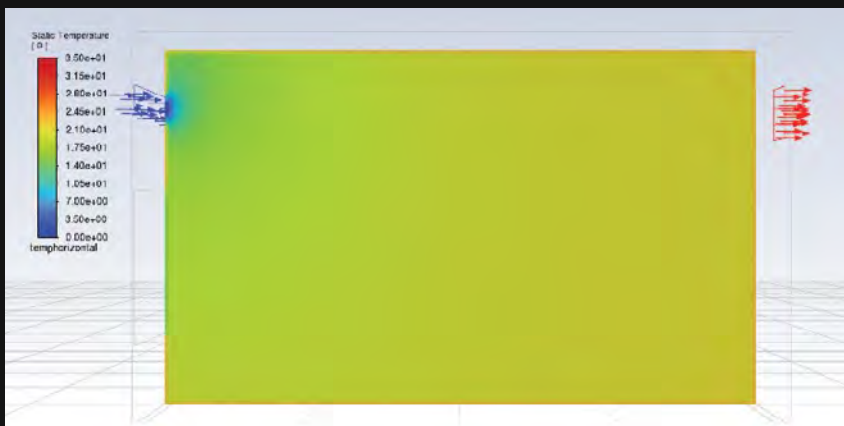 Static Temperature
[ C ]
3.50e+01
3.15e+01
2.80e+01
2.45e+01
2.10e+01
1.75e+01
1.40e+01
1.05e+01
7.00e+00
3.50e+00
0.00e+00
temphorizontal